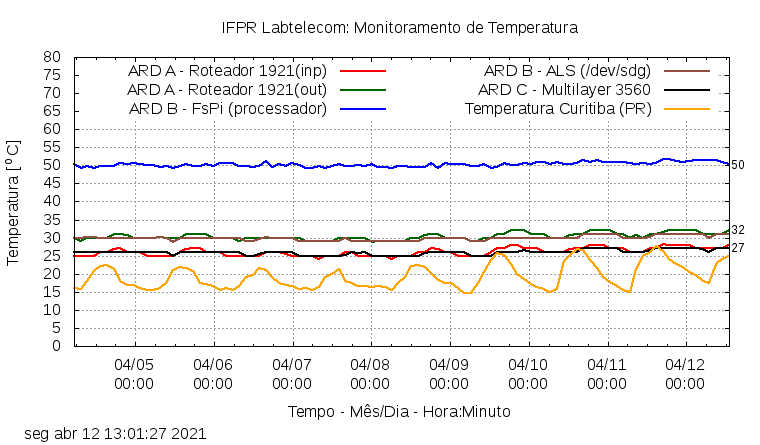 IFPR Labtelecom: Monitoramento de Temperatura
ARD A - Roteador 1921(inp)
ARD A - Roteador 1921(out)
ARD B - FsPi (processador)
ARD B - ALS (/dev/sdg)
ARD C - Multilayer 3560
Temperatura Curitiba (PR)
Temperatura [ ºC]
80
75
70
65
60
55
50
45
40
35
30
25
20
15
10
5
0
50
32
27
04/05 04/06 04/07 04/08 04/09 04/10 04/11 04/12
00:00 00:00 00:00 00:00 00:00 00:00 00:00 00:00
Tempo - Mês/Dia - Hora:Minuto
seg abr 12 13:01:27 2021